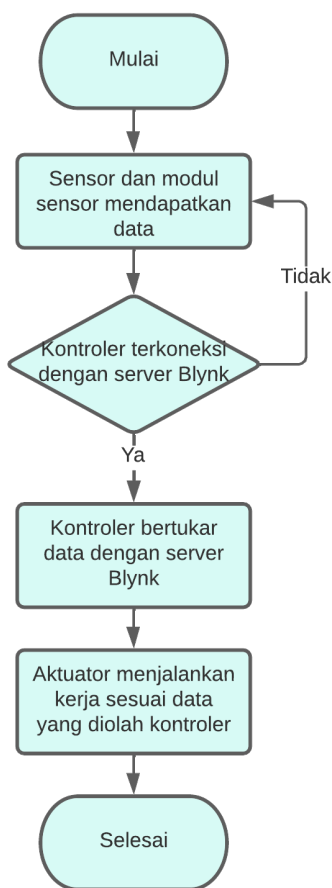 Mulai
Sensor dan modul
sensor mendapatkan
data
Tidak
Kontroler terkoneksi
dengan server Blynk
Ya
Kontroler bertukar
data dengan server
Blynk
Aktuator menjalankan
kerja sesuai data
yang diolah kontroler
Selesai